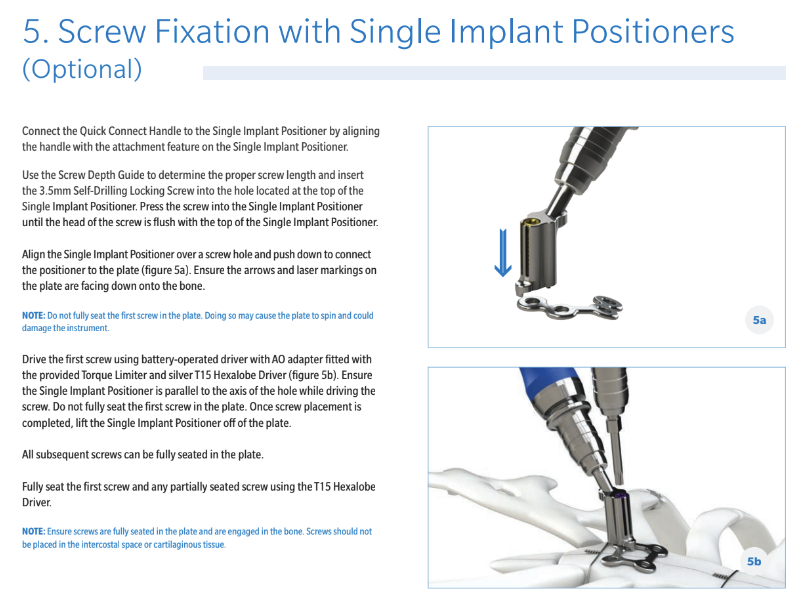 5. Screw Fixation with Single Implant Positioners
(Optional)
Connect the Quick Connect Handle to the Single Implant Positioner by aligning
the handle with the attachment feature on the Single Implant Positioner.
Use the Screw Depth Guide to determine the proper screw length and insert
the 3.5mm Self-Drilling Locking Screw into the hole located at the top of the
Single Implant Positioner. Press the screw into the Single Implant Positioner
until the head of the screw is flush with the top of the Single Implant Positioner.
Align the Single Implant Positioner over a screw hole and push down to connect
the positioner to the plate (figure 5a). Ensure the arrows and laser markings on
the plate are facing down onto the bone.
NOTE: Do not fully seat the first screw in the plate. Doing so may cause the plate to spin and could
damage the instrument.
Drive the first screw using battery-operated driver with AO adapter fitted with
the provided Torque Limiter and silver T15 Hexalobe Driver (figure 5b). Ensure
the Single Implant Positioner is parallel to the axis of the hole while driving the
screw. Do not fully seat the first screw in the plate. Once screw placement is
completed, lift the Single Implant Positioner off of the plate.
All subsequent screws can be fully seated in the plate.
Fully seat the first screw and any partially seated screw using the T15 Hexalobe
Driver.
NOTE: Ensure screws are fully seated in the plate and are engaged in the bone. Screws should not
be placed in the intercostal space or cartilaginous tissue.
5a
5b